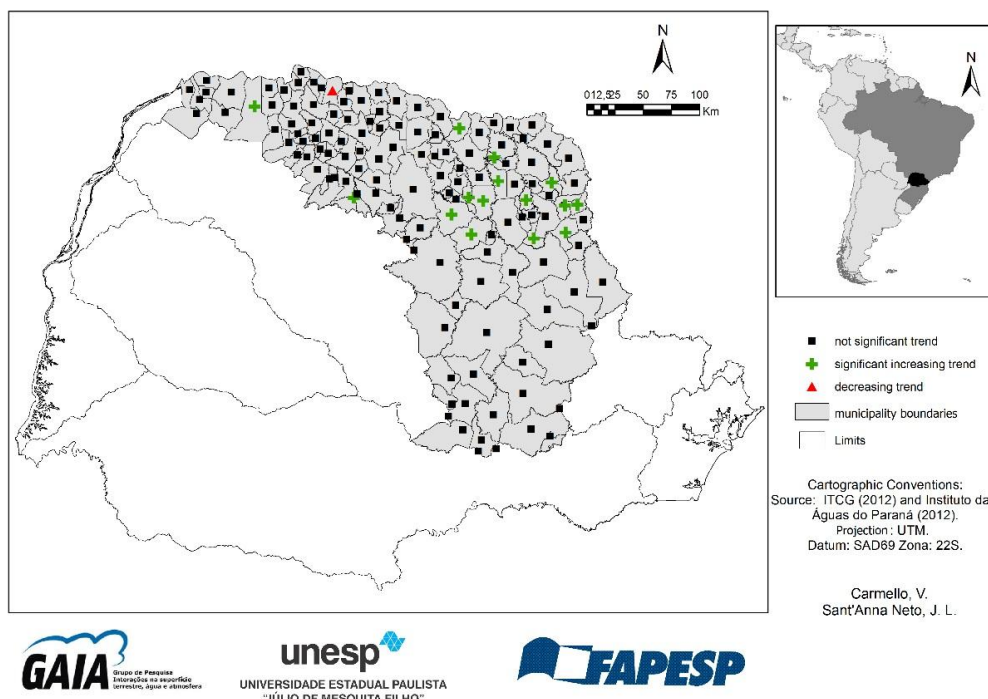 N
N
0 12,5 25 50 75 100
Km
not significant trend
significant increasing trend
decreasing trend
municipality boundaries
Limits
Cartographic Conventions:
Source: ITCG (2012) and Instituto da
Águas do Paraná (2012).
Projection : UTM.
Datum: SAD69 Zona: 22S.
Carmello, V.
Sant'Anna Neto, J. L.
GAIA
Grupo de Pesquisa
Interações na superfície
terrestre, água e atmosfera
unesp
UNIVERSIDADE ESTADUAL PAULISTA
"JÚLIO DE MESQUITA FILHO"
FAPESP